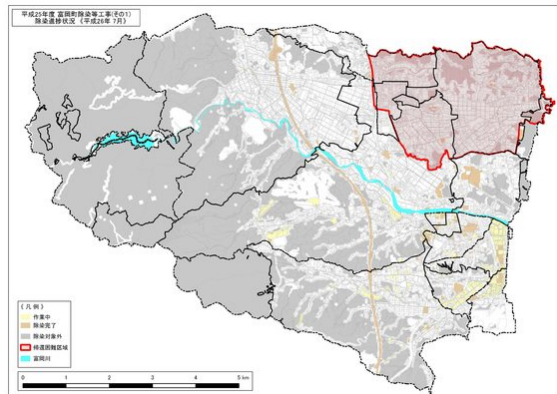 平成25年度 富岡町除染等工事(その1)
除染進捗状況 《平成26年 7月》
(凡 例)
作業中
除染完了
除染対象外
帰還困難区域
富岡川
0 1 2 3 4 5 km